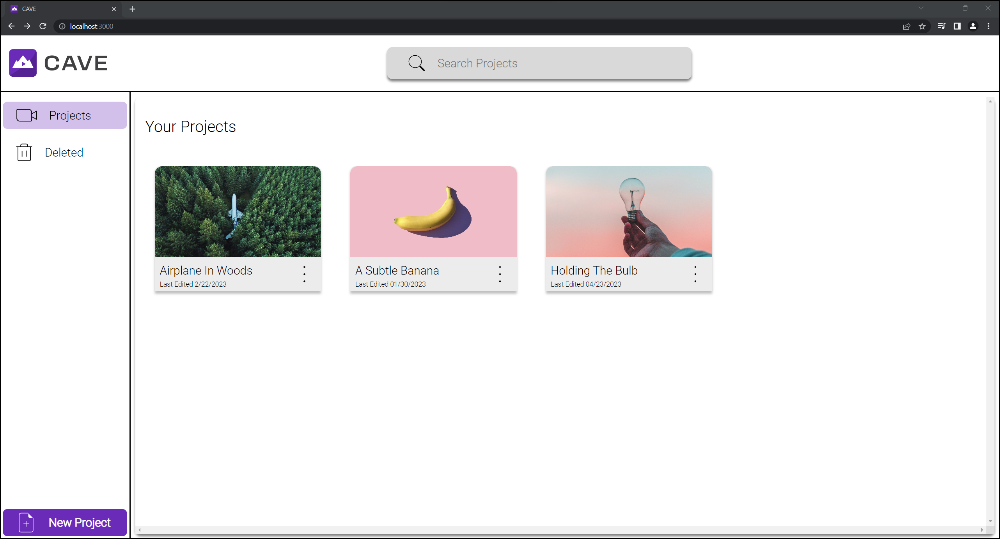 CAVE
localhost:3000
CAVE
Search Projects
Projects
Deleted
Your Projects
Airplane In Woods
Last Edited 2/22/2023
A Subtle Banana
Last Edited 01/30/2023
Holding The Bulb
Last Edited 04/23/2023
New Project